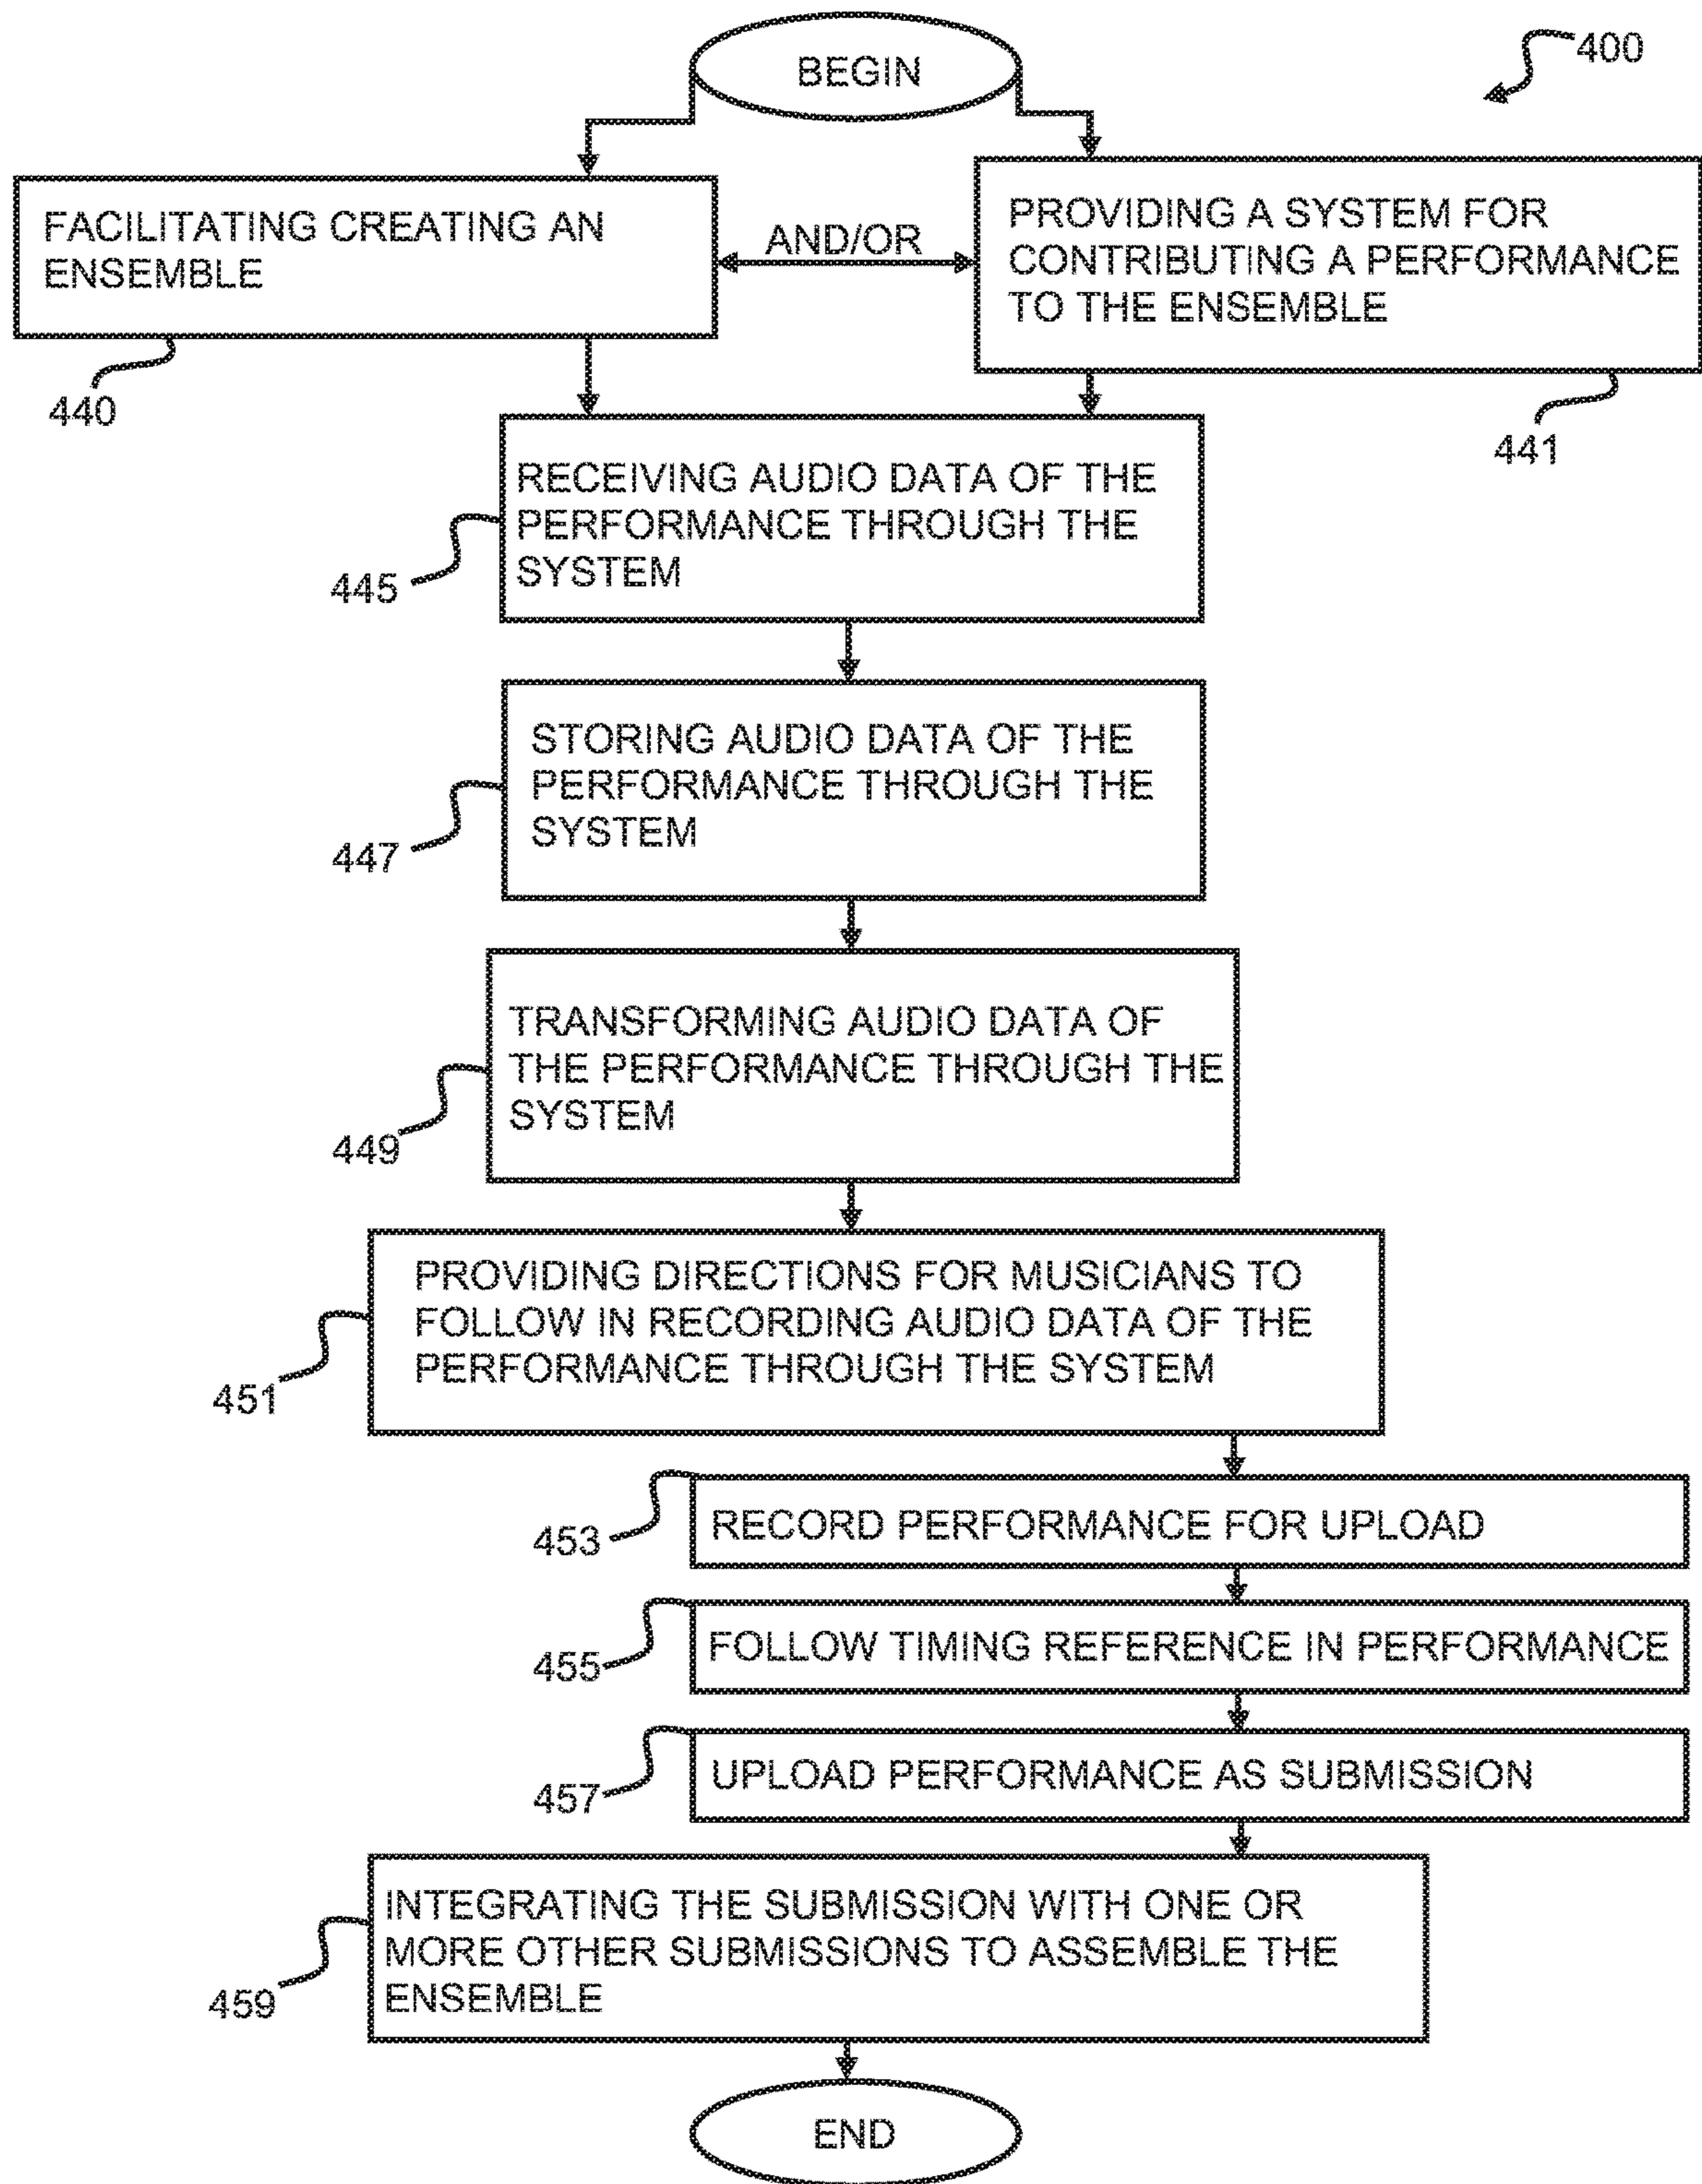 BEGIN
400
FACILITATING CREATING AN
ENSEMBLE
AND/OR
PROVIDING A SYSTEM FOR
CONTRIBUTING A PERFORMANCE
TO THE ENSEMBLE
440
441
RECEIVING AUDIO DATA OF THE
PERFORMANCE THROUGH THE
SYSTEM
445
STORING AUDIO DATA OF THE
PERFORMANCE THROUGH THE
SYSTEM
447
TRANSFORMING AUDIO DATA OF
THE PERFORMANCE THROUGH THE
SYSTEM
449
PROVIDING DIRECTIONS FOR MUSICIANS TO
FOLLOW IN RECORDING AUDIO DATA OF THE
PERFORMANCE THROUGH THE SYSTEM
451
RECORD PERFORMANCE FOR UPLOAD
453
FOLLOW TIMING REFERENCE IN PERFORMANCE
455
UPLOAD PERFORMANCE AS SUBMISSION
457
INTEGRATING THE SUBMISSION WITH ONE OR
MORE OTHER SUBMISSIONS TO ASSEMBLE THE
ENSEMBLE
459
END